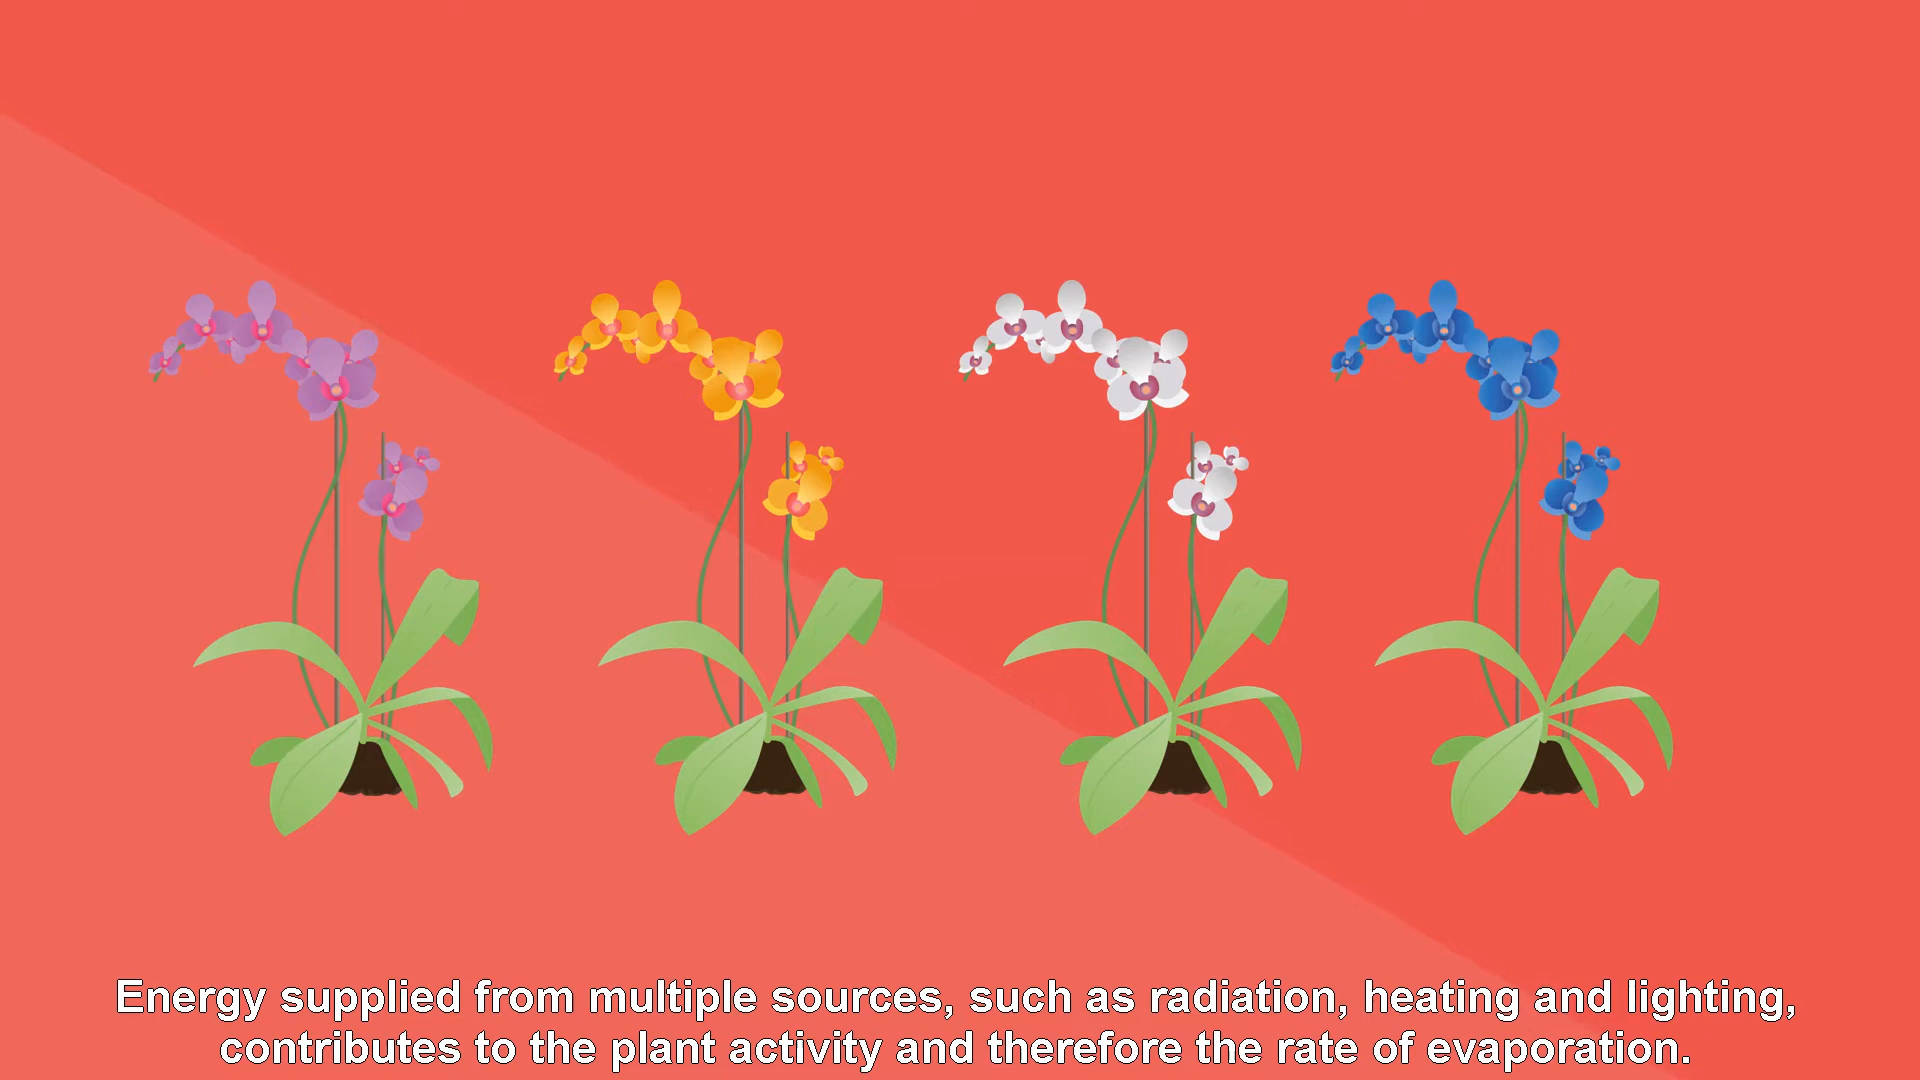 Energy supplied from multiple sources, such as radiation, heating and lighting,
contributes to the plant activity and therefore the rate of evaporation.